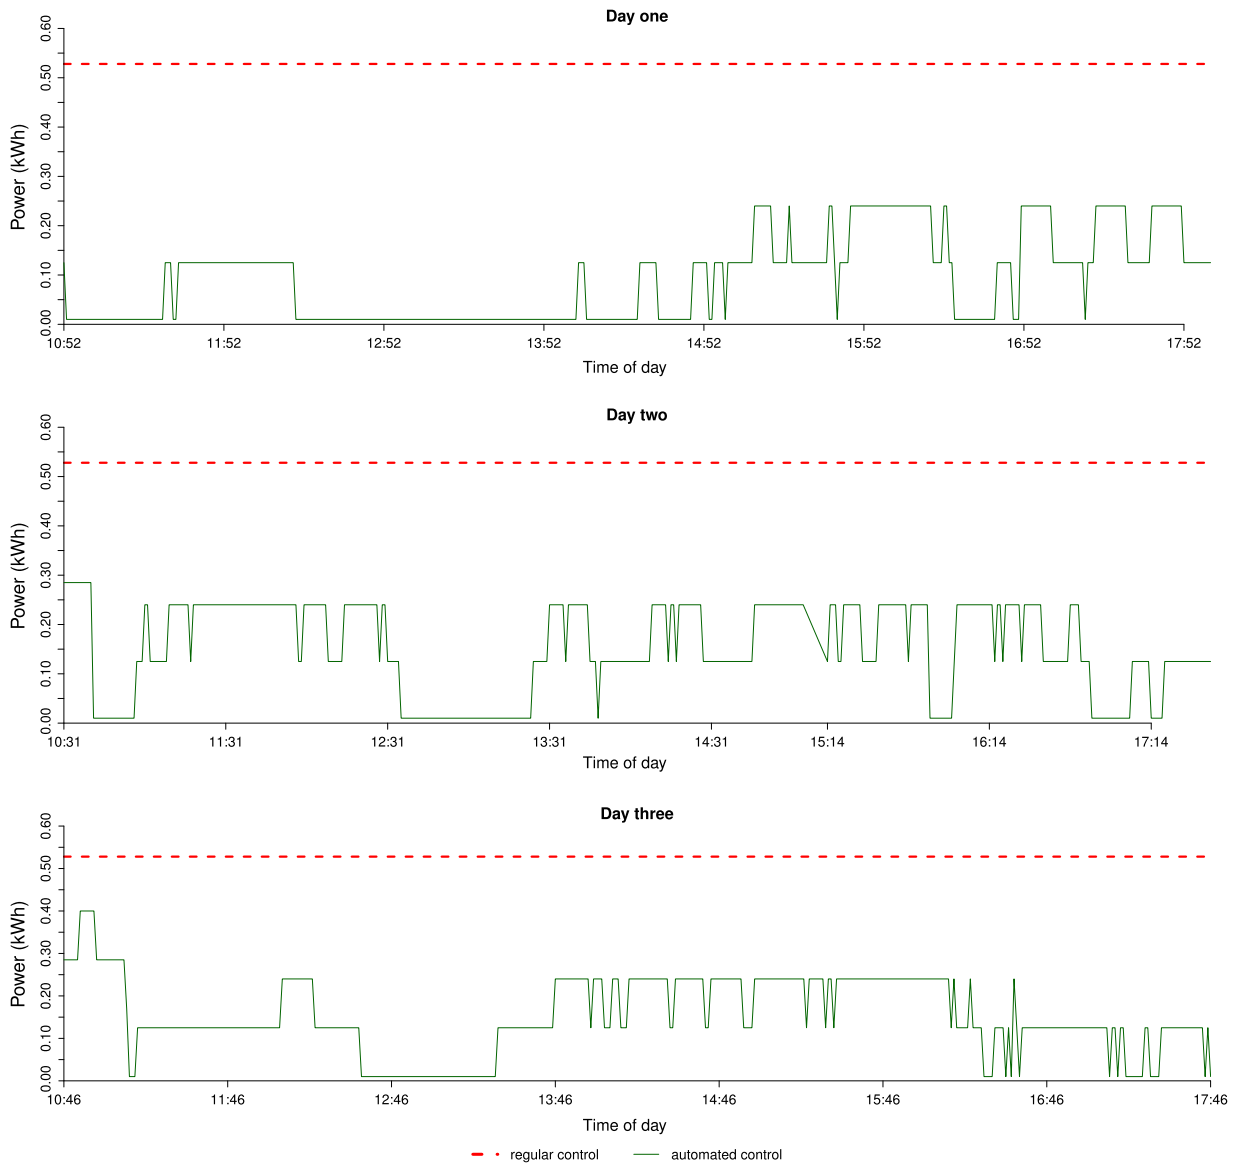 Day one
Power (kWh)
0.00 0.10 0.20 0.30 0.40 0.50 0.60
10:52 11:52 12:52 13:52 14:52 15:52 16:52 17:52
Time of day
Day two
Power (kWh)
0.00 0.10 0.20 0.30 0.40 0.50 0.60
10:31 11:31 12:31 13:31 14:31 15:14 16:14 17:14
Time of day
Day three
Power (kWh)
0.00 0.10 0.20 0.30 0.40 0.50 0.60
10:46 11:46 12:46 13:46 14:46 15:46 16:46 17:46
Time of day
regular control automated control